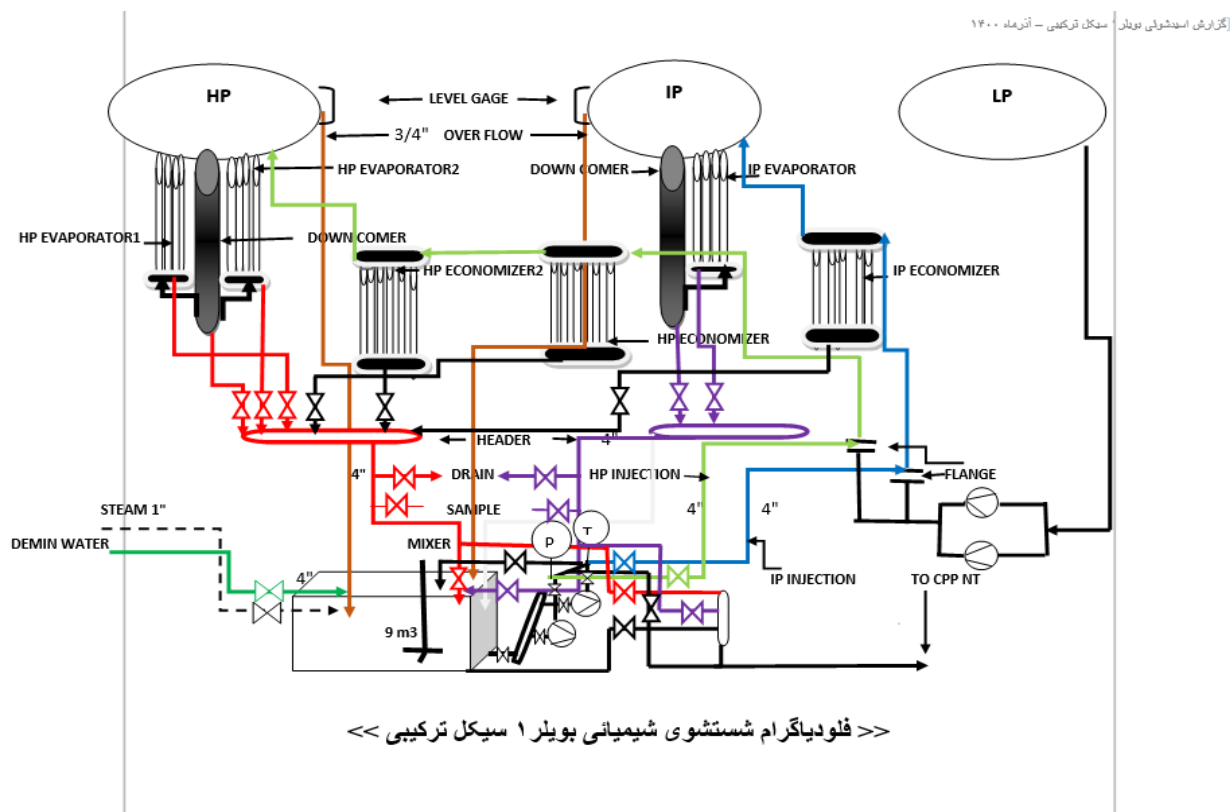 گزارش اسیدشوئی بویلر ۱ سیکل ترکیبی – آذرماه ۱۴۰۰
HP
IP
LP
LEVEL GAGE
3/4" OVER FLOW
HP EVAPORATOR2
DOWN COMER
IP EVAPORATOR
HP EVAPORATOR1
DOWN COMER
HP ECONOMIZER2
IP ECONOMIZER
HP ECONOMIZER
HEADER
4"
4"
DRAIN
HP INJECTION
FLANGE
STEAM 1"
SAMPLE
4"
4"
DEMIN WATER
MIXER
P
T
IP INJECTION
TO CPP NT
4"
9 m3
<< فلودیاگرام شستشوی شیمیائی بویلر ۱ سیکل ترکیبی >>